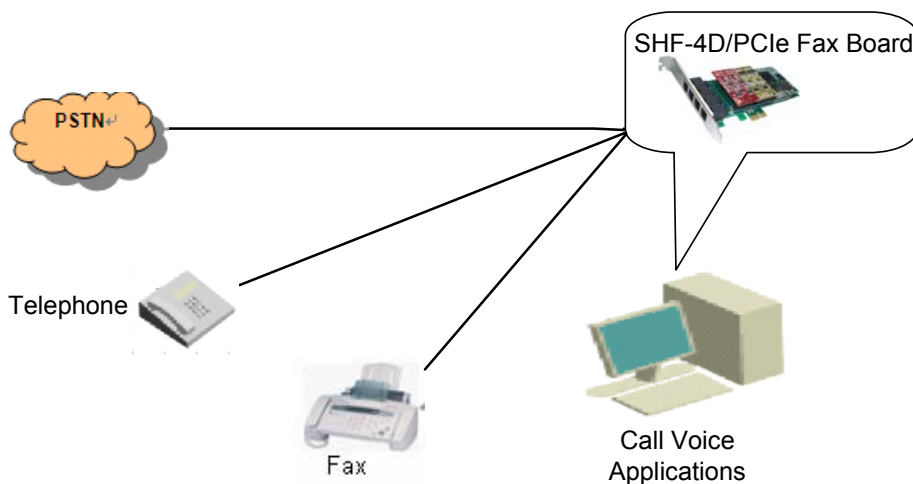 SHF-4D/PCIe Fax Board
PSTN↵
Telephone
Fax
Call Voice
Applications